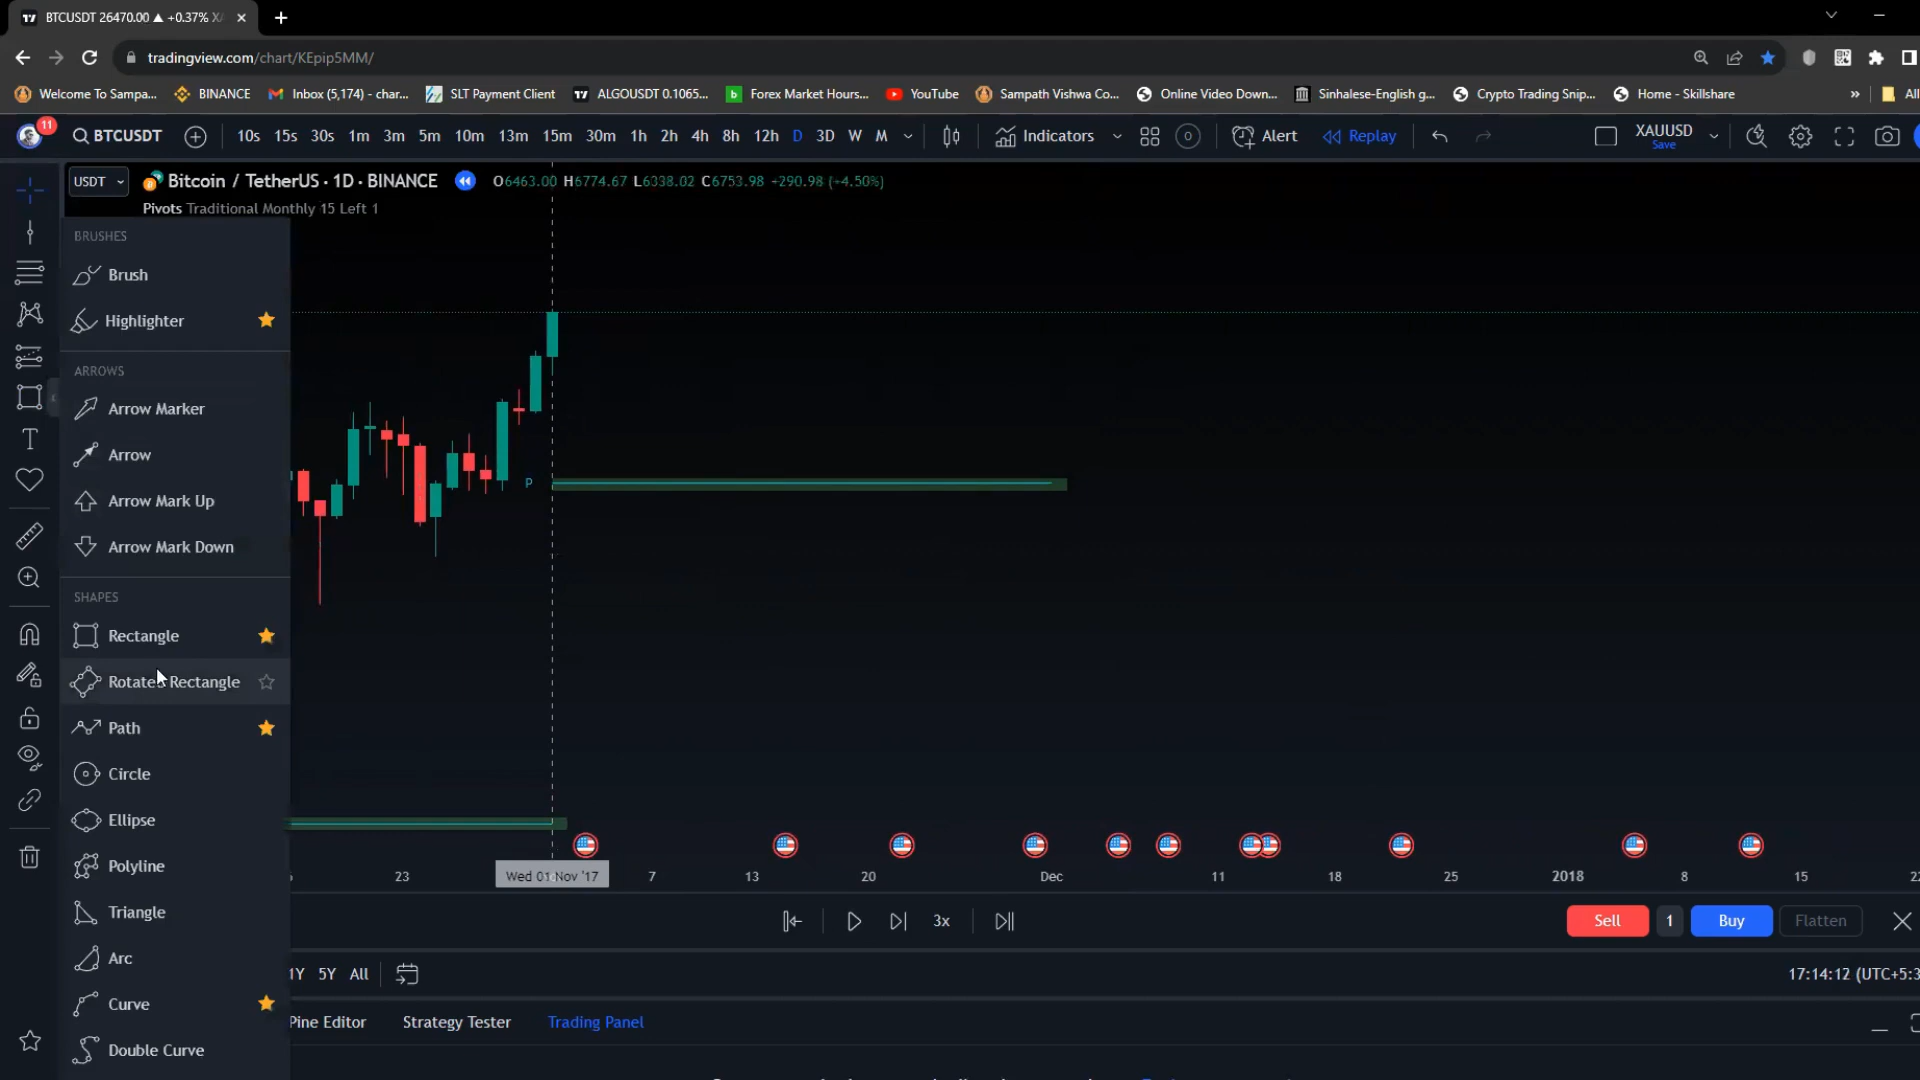 BTCUSDT 26470.00 ▲ +0.37% XA
tradingview.com/chart/KEpip5MM/
Welcome To Sampa...
BINANCE
Inbox (5,174) - char...
SLT Payment Client
ALGOUSDT 0.1065...
Forex Market Hours...
YouTube
Sampath Vishwa Co...
Online Video Down...
Sinhalese-English g...
Crypto Trading Snip...
Home - Skillshare
»
All
11
BTCUSDT
10s 15s 30s 1m 3m 5m 10m 13m 15m 30m 1h 2h 4h 8h 12h D 3D W M
Indicators
Alert
Replay
XAUUSD
Save
USDT
Bitcoin / TetherUS · 1D · BINANCE
O6463.00 H6774.67 L6338.02 C6753.98 +290.98 (+4.50%)
Pivots Traditional Monthly 15 Left 1
BRUSHES
Brush
Highlighter
ARROWS
Arrow Marker
Arrow
Arrow Mark Up
Arrow Mark Down
SHAPES
Rectangle
Rotated Rectangle
Path
Circle
Ellipse
Polyline
Triangle
Arc
Curve
Double Curve
P
23
Wed 01 Nov '17
7 13 20 Dec 11 18 25 2018 8 15
3x
Sell
1
Buy
Flatten
1Y 5Y All
17:14:12 (UTC+5:3
Pine Editor
Strategy Tester
Trading Panel